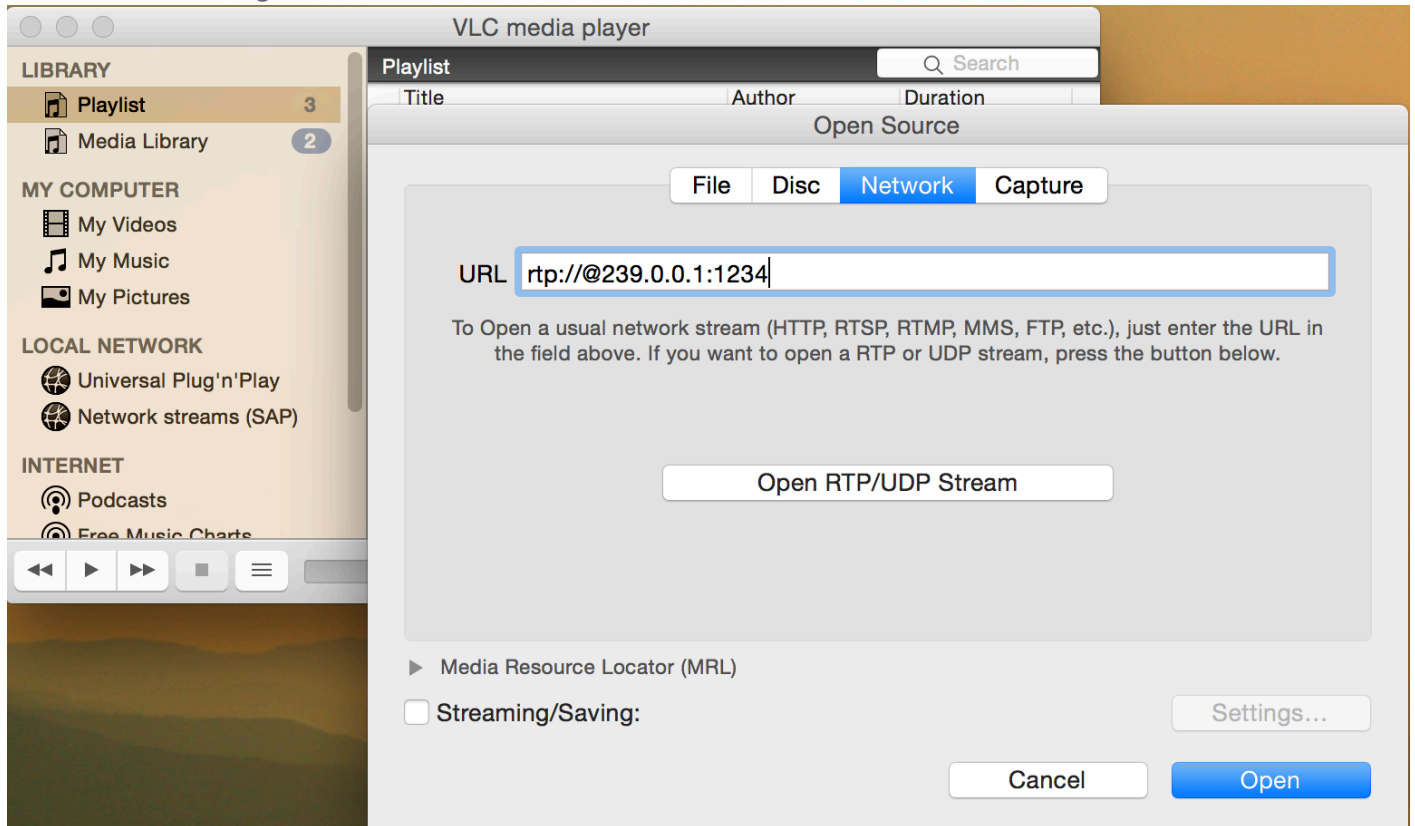 VLC media player
LIBRARY
Playlist 3
Media Library 2
MY COMPUTER
My Videos
My Music
My Pictures
LOCAL NETWORK
Universal Plug'n'Play
Network streams (SAP)
INTERNET
Podcasts
Free Music Charts
Playlist
Search
Title Author Duration
Open Source
File Disc Network Capture
URL rtp://@239.0.0.1:1234
To Open a usual network stream (HTTP, RTSP, RTMP, MMS, FTP, etc.), just enter the URL in
the field above. If you want to open a RTP or UDP stream, press the button below.
Open RTP/UDP Stream
Media Resource Locator (MRL)
Streaming/Saving:
Settings...
Cancel Open